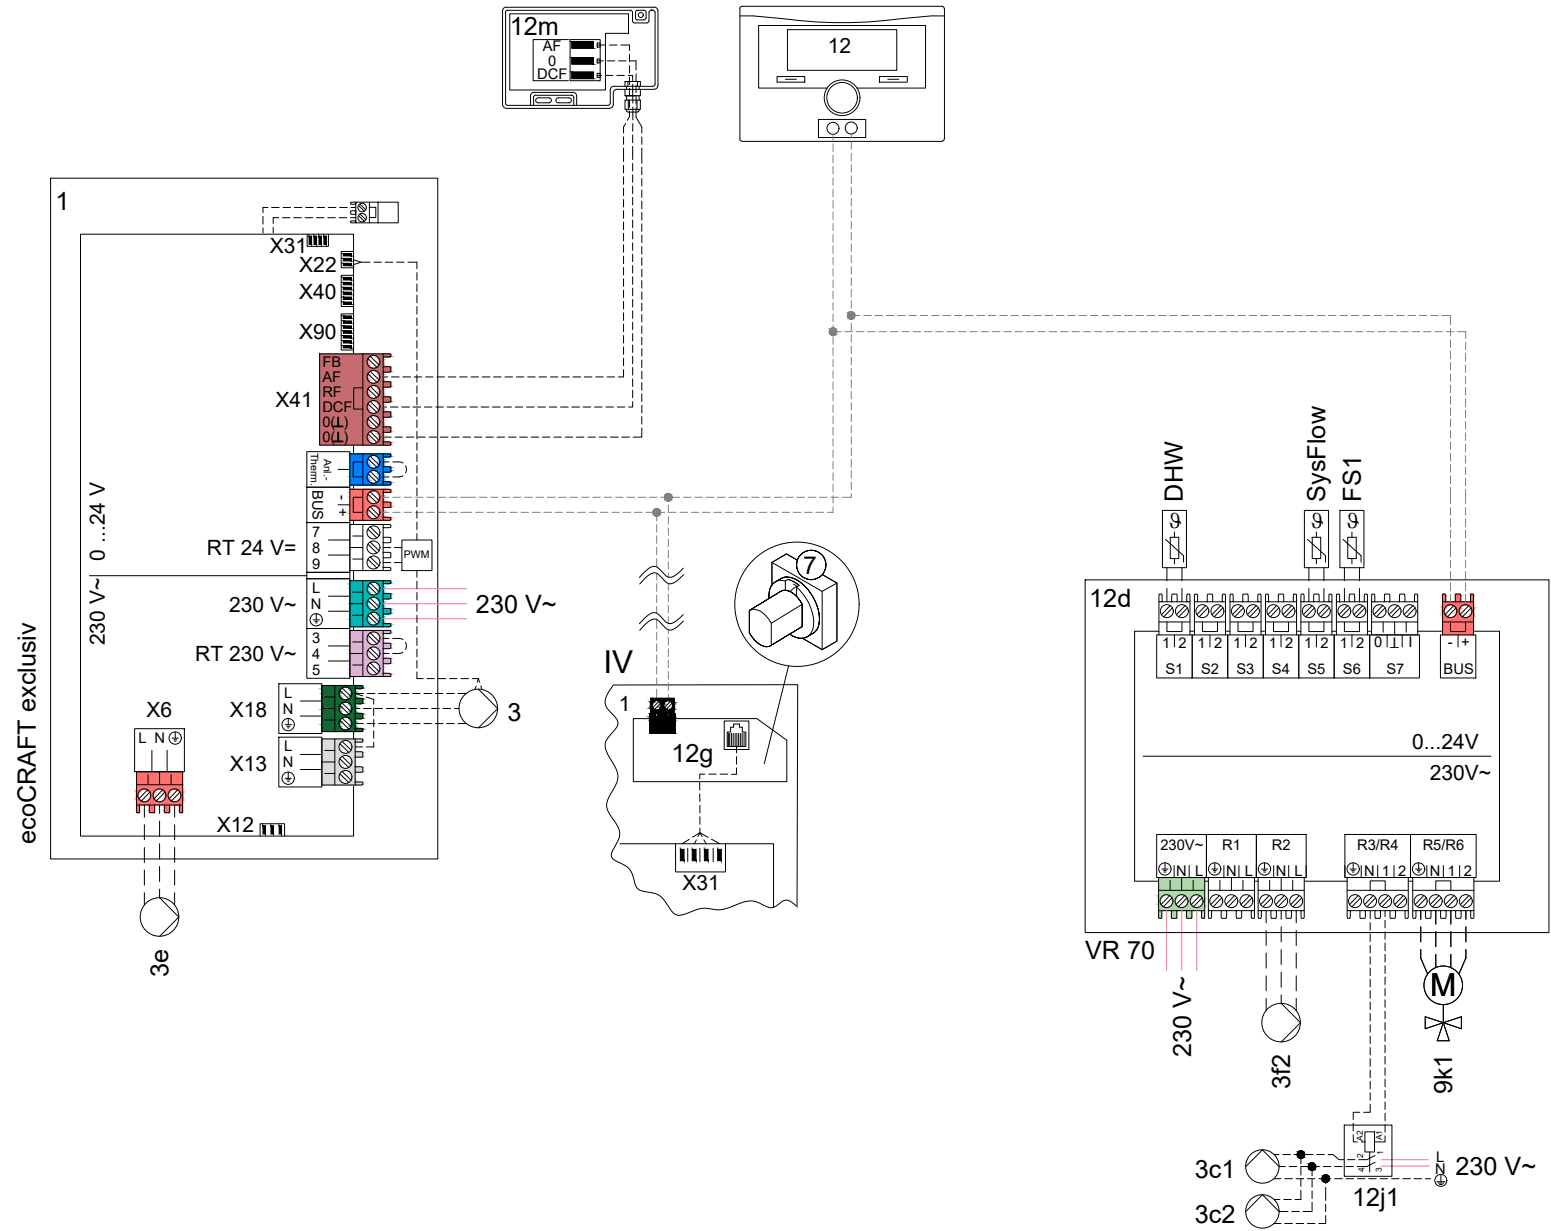 12m
AF
0
DCF
12
1
X31
X22
X40
X90
FB
AF
RF
DCF
0(⊥)
0(⊥)
X41
Anl.-
Therm.
BUS
-
+
0 ...24 V
230 V~
RT 24 V=
7
8
9
PWM
230 V~
L
N
230 V~
RT 230 V~
3
4
5
X18
L
N
3
X13
L
N
X6
L N
X12
ecoCRAFT exclusiv
3e
7
IV
1
12g
X31
DHW
SysFlow
FS1
12d
1 2
1 2
1 2
1 2
1 2
1 2
0 ⊥ I
- +
S1
S2
S3
S4
S5
S6
S7
BUS
0...24V
230V~
230V~
R1
R2
R3/R4
R5/R6
N L
N L
N L
N 1 2
N 1 2
VR 70
230 V~
3f2
M
9k1
A2
A1
2
1
4
3
12j1
L
N
230 V~
3c1
3c2